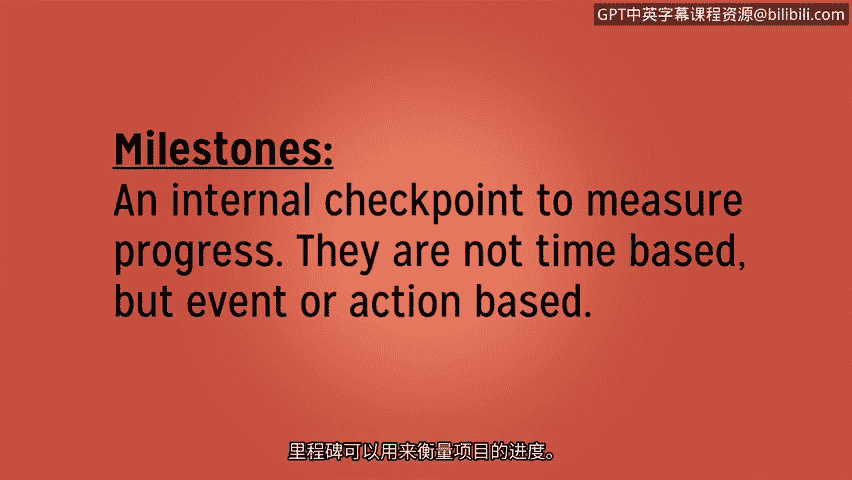 GPT中英字幕课程资源@bilibili.com
Milestones:
An internal checkpoint to measure
progress. They are not time based,
but event or action based.
里程碑可以用来衡量项目的进度。